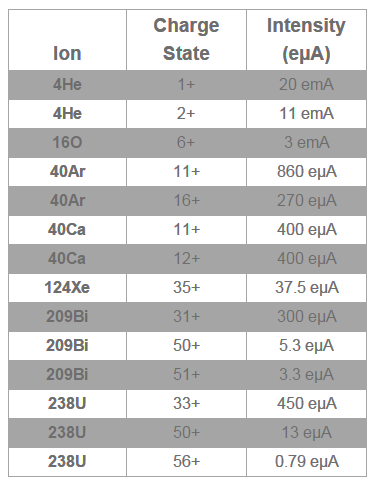 Ion Charge State Intensity (eµA)
4He 1+ 20 emA
4He 2+ 11 emA
16O 6+ 3 emA
40Ar 11+ 860 eµA
40Ar 16+ 270 eµA
40Ca 11+ 400 eµA
40Ca 12+ 400 eµA
124Xe 35+ 37.5 eµA
209Bi 31+ 300 eµA
209Bi 50+ 5.3 eµA
209Bi 51+ 3.3 eµA
238U 33+ 450 eµA
238U 50+ 13 eµA
238U 56+ 0.79 eµA